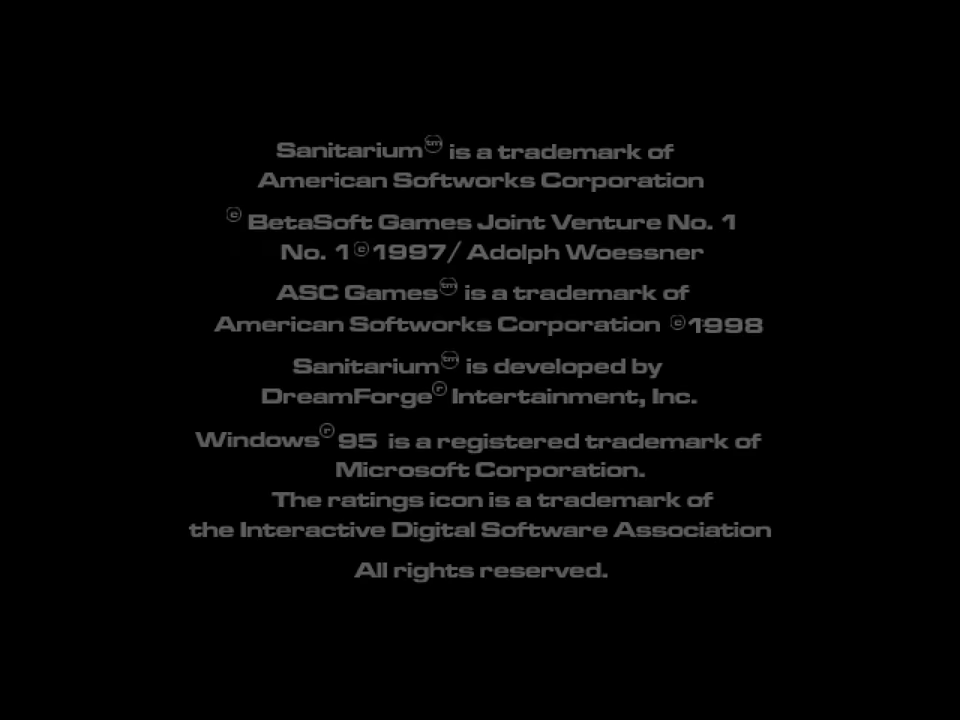 Sanitarium™ is a trademark of
American Softworks Corporation
© BetaSoft Games Joint Venture No. 1
No. 1 © 1997/ Adolph Woessner
ASC Games™ is a trademark of
American Softworks Corporation © 1998
Sanitarium™ is developed by
DreamForge® Intertainment, Inc.
Windows® 95 is a registered trademark of
Microsoft Corporation.
The ratings icon is a trademark of
the Interactive Digital Software Association
All rights reserved.